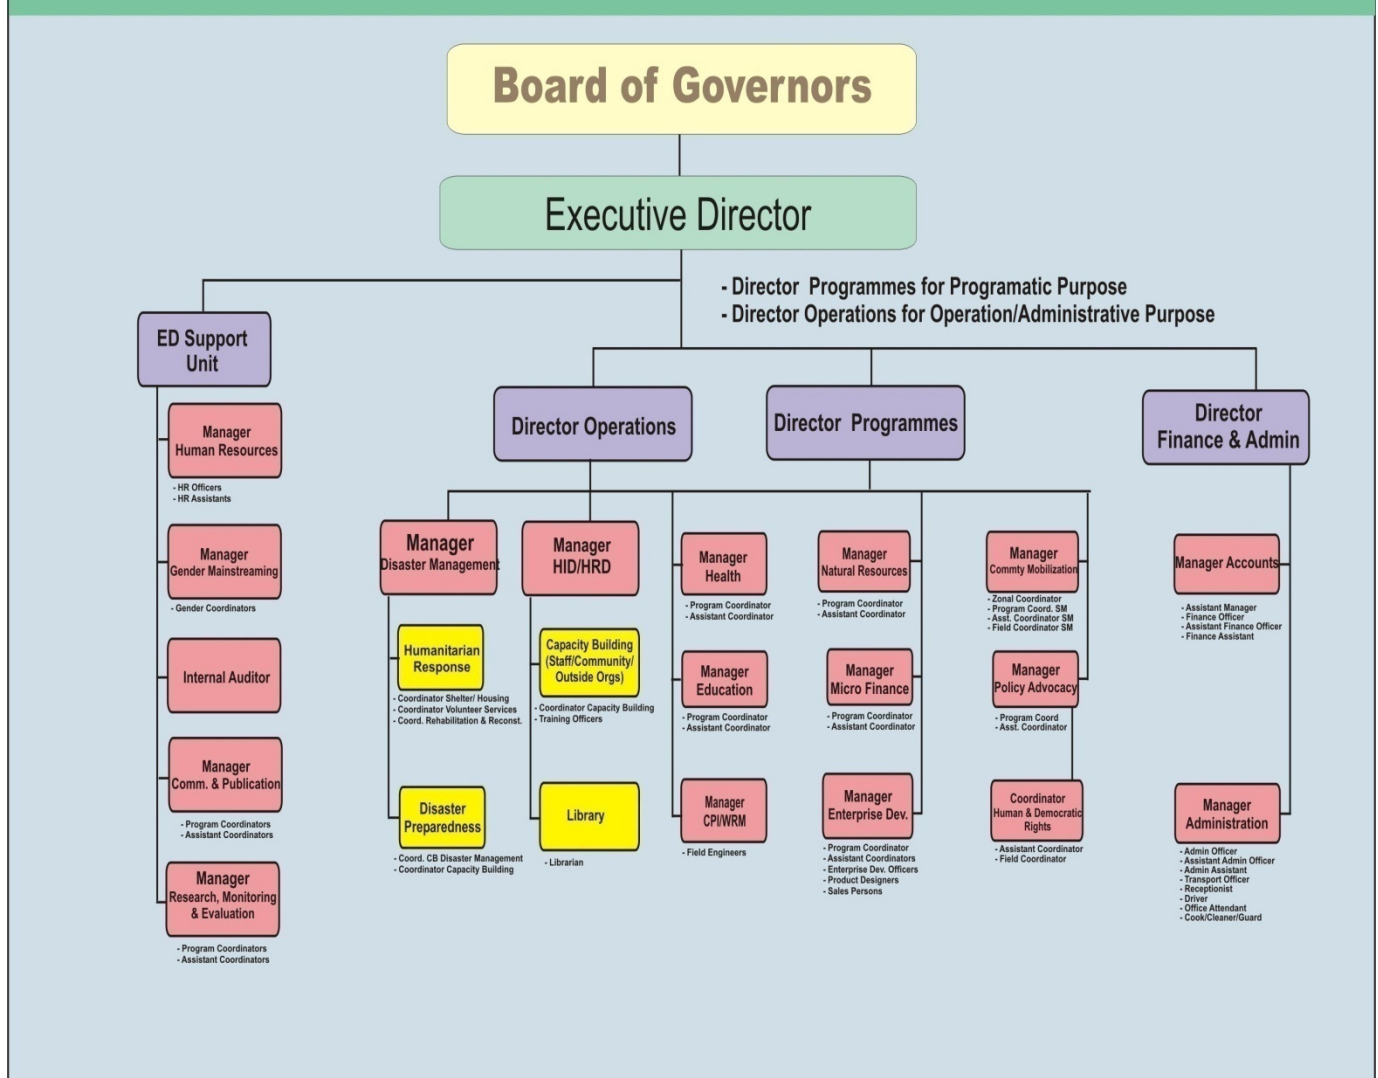 Board of Governors
Executive Director
- Director Programmes for Programatic Purpose
- Director Operations for Operation/Administrative Purpose
ED Support
Unit
Manager
Human Resources
- HR Officers
- HR Assistants
Manager
Gender Mainstreaming
- Gender Coordinators
Internal Auditor
Manager
Comm. & Publication
- Program Coordinators
- Assistant Coordinators
Manager
Research, Monitoring
& Evaluation
- Program Coordinators
- Assistant Coordinators
Director Operations
Director Programmes
Director
Finance & Admin
Manager
Disaster Management
Humanitarian
Response
- Coordinator Shelter/ Housing
- Coordinator Volunteer Services
- Coord. Rehabilitation & Reconst.
Disaster
Preparedness
- Coord. CB Disaster Management
- Coordinator Capacity Building
Manager
HID/HRD
Capacity Building
(Staff/Community/
Outside Orgs)
- Coordinator Capacity Building
- Training Officers
Library
- Librarian
Manager
Health
- Program Coordinator
- Assistant Coordinator
Manager
Education
- Program Coordinator
- Assistant Coordinator
Manager
CPI/WRM
- Field Engineers
Manager
Natural Resources
- Program Coordinator
- Assistant Coordinator
Manager
Micro Finance
- Program Coordinator
- Assistant Coordinator
Manager
Enterprise Dev.
- Program Coordinator
- Assistant Coordinators
- Enterprise Dev. Officers
- Product Designers
- Sales Persons
Manager
Commty Mobilization
- Zonal Coordinator
- Program Coord. SM
- Asst. Coordinator SM
- Field Coordinator SM
Manager
Policy Advocacy
- Program Coord
- Asst. Coordinator
Coordinator
Human & Democratic
Rights
- Assistant Coordinator
- Field Coordinator
Manager Accounts
- Assistant Manager
- Finance Officer
- Assistant Finance Officer
- Finance Assistant
Manager
Administration
- Admin Officer
- Assistant Admin Officer
- Admin Assistant
- Transport Officer
- Receptionist
- Driver
- Office Attendant
- Cook/Cleaner/Guard